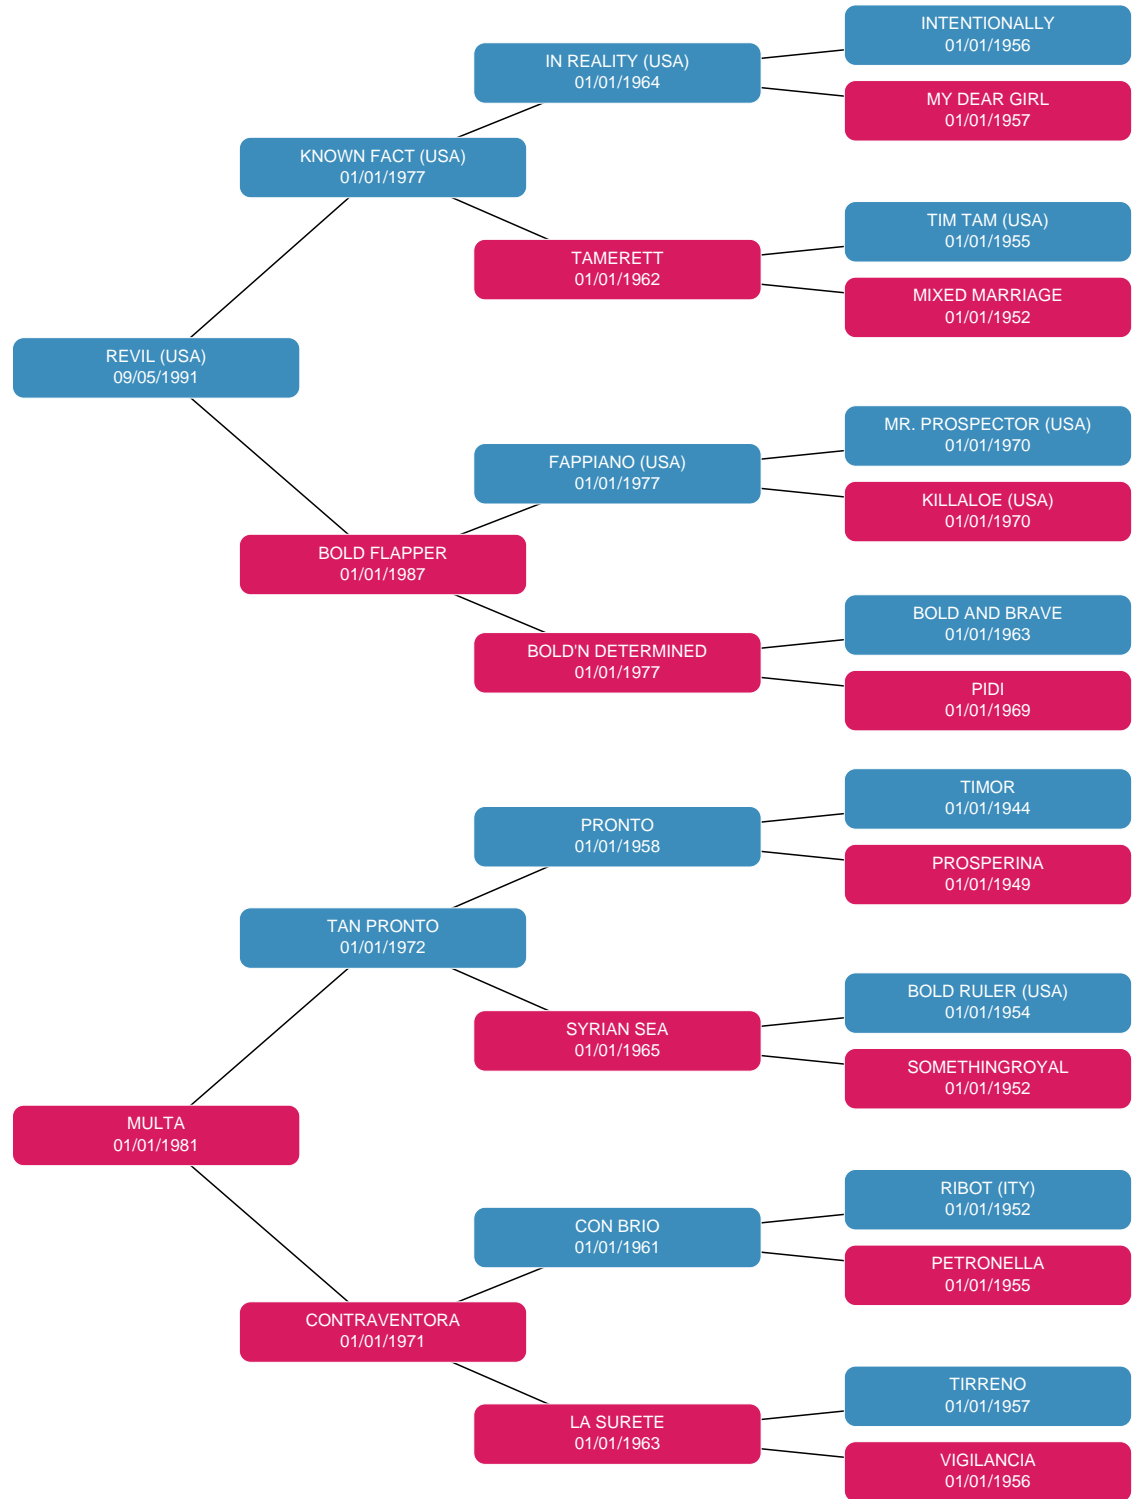 INTENTIONALLY
01/01/1956
IN REALITY (USA)
01/01/1964
MY DEAR GIRL
01/01/1957
KNOWN FACT (USA)
01/01/1977
TIM TAM (USA)
01/01/1955
TAMERETT
01/01/1962
MIXED MARRIAGE
01/01/1952
REVIL (USA)
09/05/1991
MR. PROSPECTOR (USA)
01/01/1970
FAPPIANO (USA)
01/01/1977
KILLALOE (USA)
01/01/1970
BOLD FLAPPER
01/01/1987
BOLD AND BRAVE
01/01/1963
BOLD'N DETERMINED
01/01/1977
PIDI
01/01/1969
TIMOR
01/01/1944
PRONTO
01/01/1958
PROSPERINA
01/01/1949
TAN PRONTO
01/01/1972
BOLD RULER (USA)
01/01/1954
SYRIAN SEA
01/01/1965
SOMETHINGROYAL
01/01/1952
MULTA
01/01/1981
RIBOT (ITY)
01/01/1952
CON BRIO
01/01/1961
PETRONELLA
01/01/1955
CONTRAVENTORA
01/01/1971
TIRRENO
01/01/1957
LA SURETE
01/01/1963
VIGILANCIA
01/01/1956